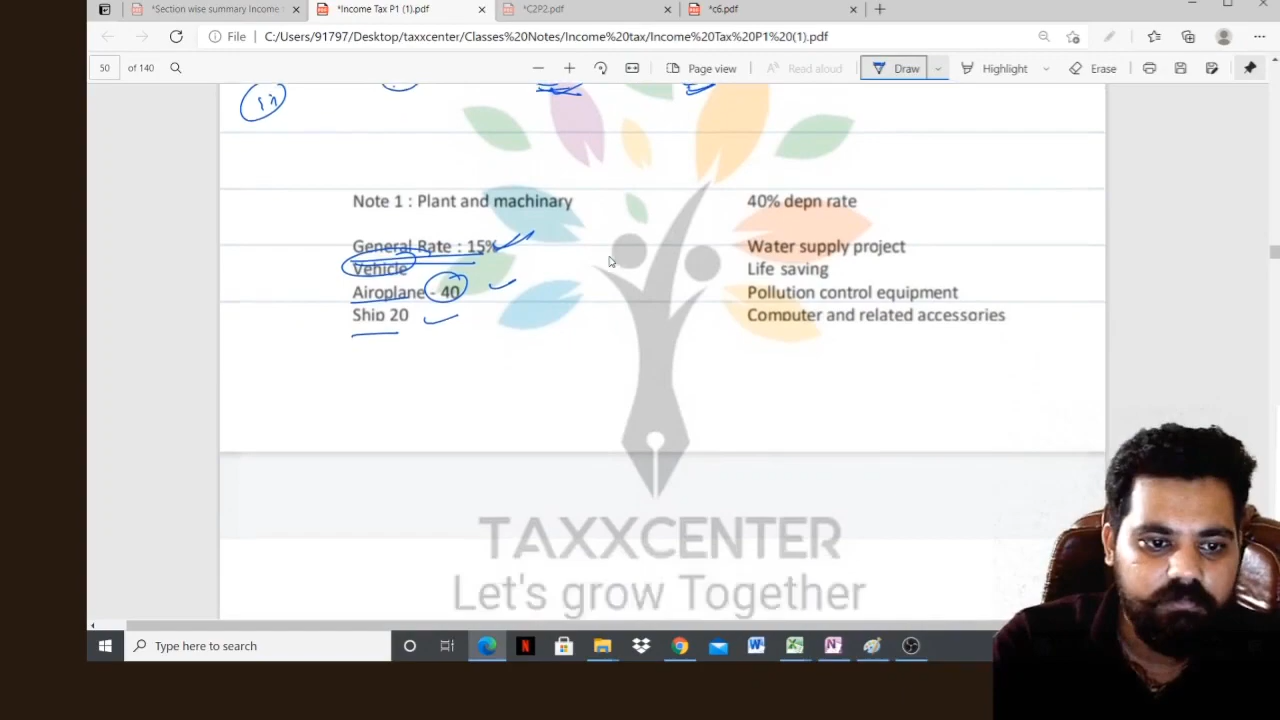 *Section wise summary Income
*Income Tax P1 (1).pdf
*C2P2.pdf
*c6.pdf
File
C:/Users/91797/Desktop/taxxcenter/Classes%20Notes/Income%20tax/Income%20Tax%20P1%20(1).pdf
50 of 140
Page view
Read aloud
Draw
Highlight
Erase
Note 1 : Plant and machinary
40% depn rate
General Rate : 15%
Water supply project
Vehicle
Life saving
Airoplane - 40
Pollution control equipment
Ship 20
Computer and related accessories
TAXXCENTER
Let's grow Together
Type here to search